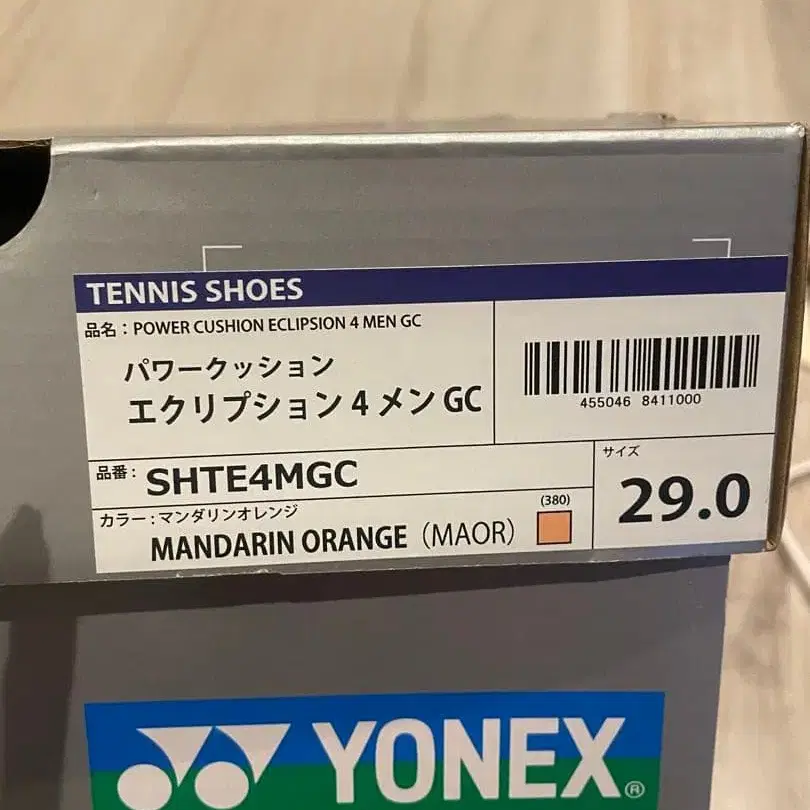 TENNIS SHOES
品名：POWER CUSHION ECLIPSION 4 MEN GC
パワークッション
エクリプション 4 メン GC
455046 8411000
品番： SHTE4MGC
サイズ
29.0
カラー：マンダリンオレンジ
(380)
MANDARIN ORANGE（MAOR）
YONEX®